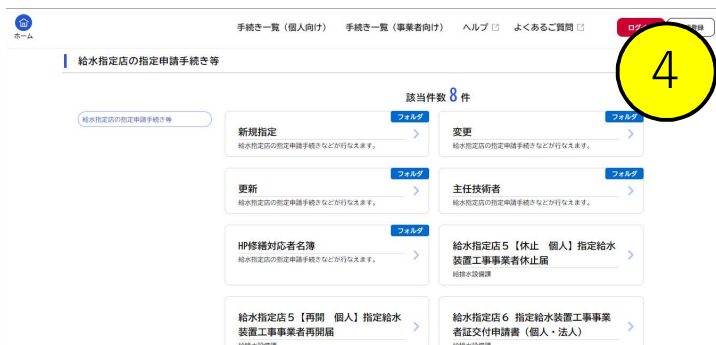 ホーム
手続き一覧（個人向け） 手続き一覧（事業者向け） ヘルプ よくあるご質問
4
給水指定店の指定申請手続き等
該当件数 8 件
給水指定店の指定申請手続き等
フォルダ
新規指定
給水指定店の指定申請手続きなどが行なえます。
フォルダ
変更
給水指定店の指定申請手続きなどが行なえます。
フォルダ
更新
給水指定店の指定申請手続きなどが行なえます。
フォルダ
主任技術者
給水指定店の指定申請手続きなどが行なえます。
フォルダ
HP修繕対応者名簿
給水指定店の指定申請手続きなどが行なえます。
給水指定店５【休止　個人】指定給水
装置工事事業者休止届
給排水設備課
給水指定店５【再開　個人】指定給水
装置工事事業者再開届
給水指定店６ 指定給水装置工事事業
者証交付申請書（個人・法人）